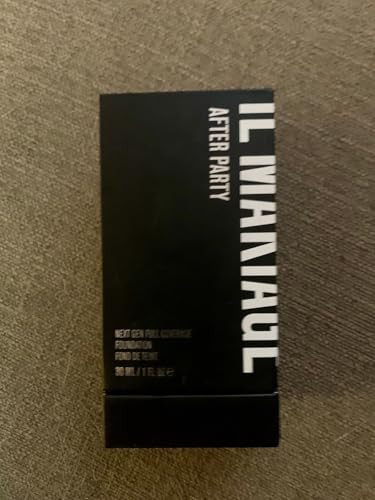 IL MAKIAGE
AFTER PARTY
NEXT GEN FULL COVERAGE
FOUNDATION
FOND DE TEINT
30 ML / 1 FL OZ ℮